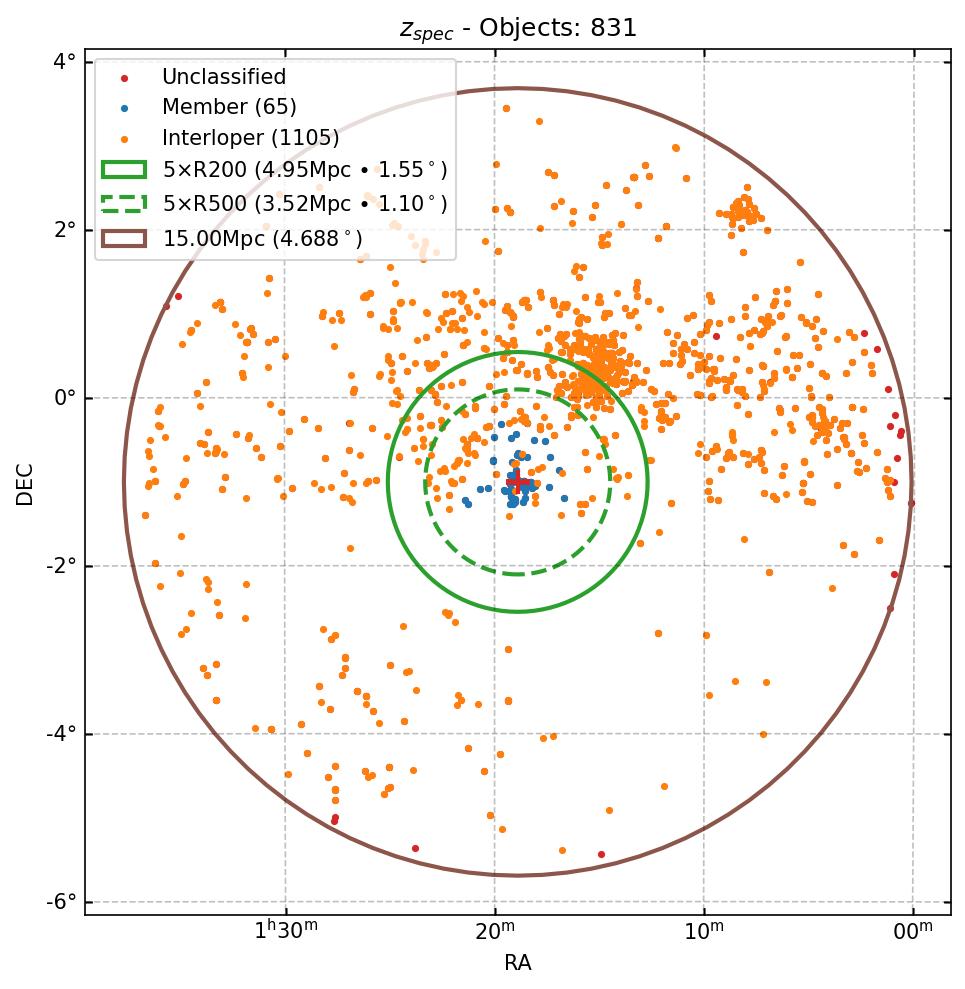 z_spec - Objects: 831
4°
Unclassified
Member (65)
Interloper (1105)
5×R200 (4.95Mpc • 1.55°)
5×R500 (3.52Mpc • 1.10°)
15.00Mpc (4.688°)
2°
0°
-2°
-4°
-6°
DEC
1ʰ30ᵐ 20ᵐ 10ᵐ 00ᵐ
RA